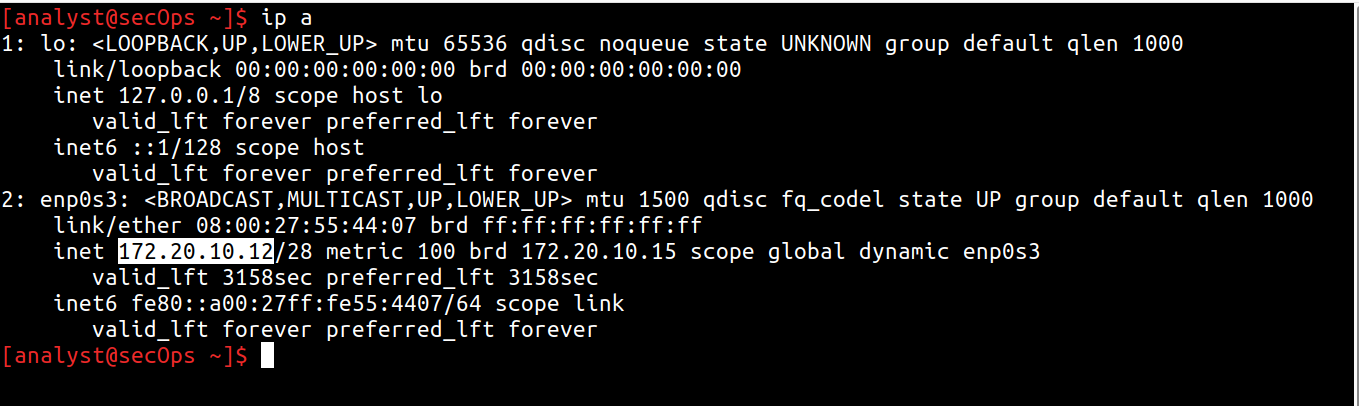 [analyst@secOps ~]$ ip a
1: lo: <LOOPBACK,UP,LOWER_UP> mtu 65536 qdisc noqueue state UNKNOWN group default qlen 1000
    link/loopback 00:00:00:00:00:00 brd 00:00:00:00:00:00
    inet 127.0.0.1/8 scope host lo
       valid_lft forever preferred_lft forever
    inet6 ::1/128 scope host
       valid_lft forever preferred_lft forever
2: enp0s3: <BROADCAST,MULTICAST,UP,LOWER_UP> mtu 1500 qdisc fq_codel state UP group default qlen 1000
    link/ether 08:00:27:55:44:07 brd ff:ff:ff:ff:ff:ff
    inet 172.20.10.12/28 metric 100 brd 172.20.10.15 scope global dynamic enp0s3
       valid_lft 3158sec preferred_lft 3158sec
    inet6 fe80::a00:27ff:fe55:4407/64 scope link
       valid_lft forever preferred_lft forever
[analyst@secOps ~]$